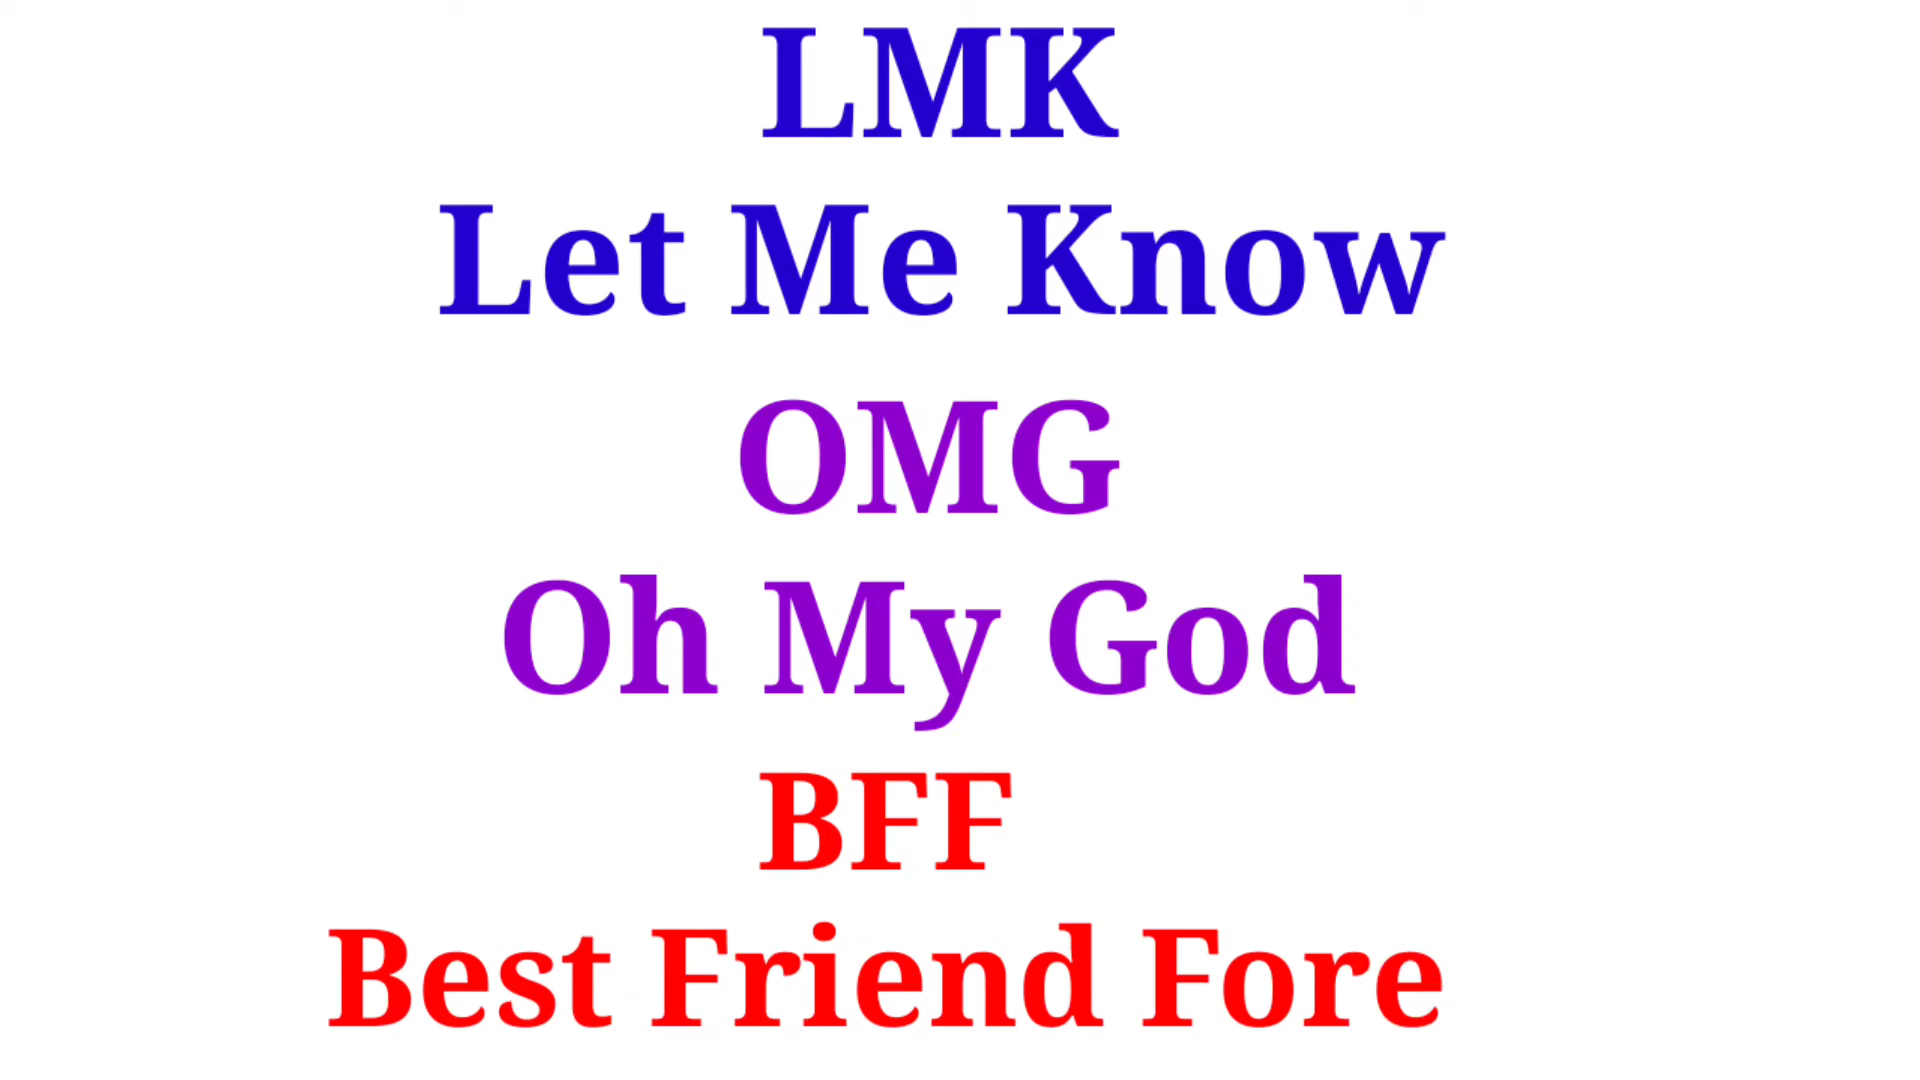 LMK
Let Me Know
OMG
Oh My God
BFF
Best Friend Fore